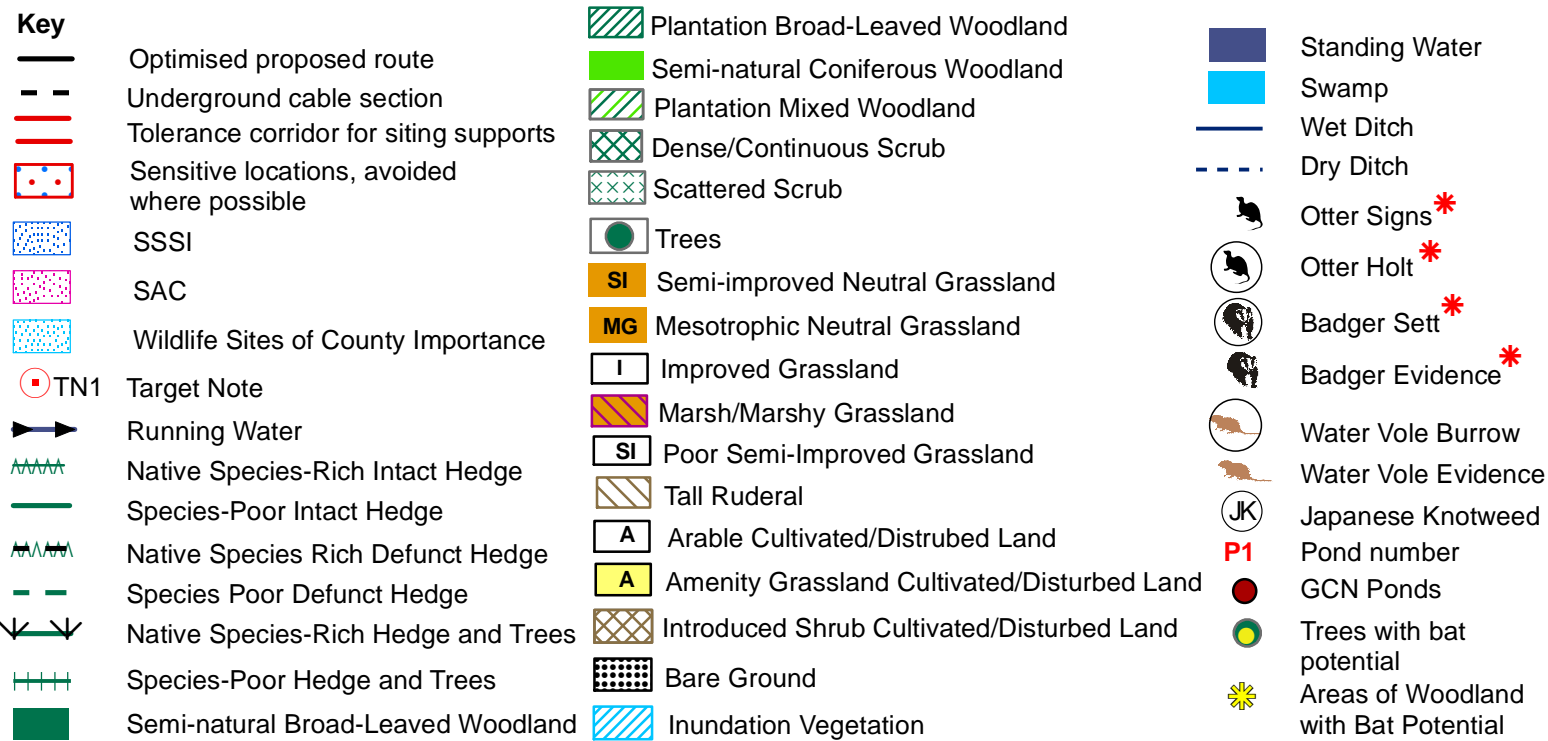 Key
Optimised proposed route
Underground cable section
Tolerance corridor for siting supports
Sensitive locations, avoided
where possible
SSSI
SAC
Wildlife Sites of County Importance
TN1 Target Note
Running Water
Native Species-Rich Intact Hedge
Species-Poor Intact Hedge
Native Species Rich Defunct Hedge
Species Poor Defunct Hedge
Native Species-Rich Hedge and Trees
Species-Poor Hedge and Trees
Semi-natural Broad-Leaved Woodland
Plantation Broad-Leaved Woodland
Semi-natural Coniferous Woodland
Plantation Mixed Woodland
Dense/Continuous Scrub
Scattered Scrub
Trees
SI Semi-improved Neutral Grassland
MG Mesotrophic Neutral Grassland
I Improved Grassland
Marsh/Marshy Grassland
SI Poor Semi-Improved Grassland
Tall Ruderal
A Arable Cultivated/Distrubed Land
A Amenity Grassland Cultivated/Disturbed Land
Introduced Shrub Cultivated/Disturbed Land
Bare Ground
Inundation Vegetation
Standing Water
Swamp
Wet Ditch
Dry Ditch
Otter Signs
Otter Holt
Badger Sett
Badger Evidence
Water Vole Burrow
Water Vole Evidence
JK Japanese Knotweed
P1 Pond number
GCN Ponds
Trees with bat
potential
Areas of Woodland
with Bat Potential